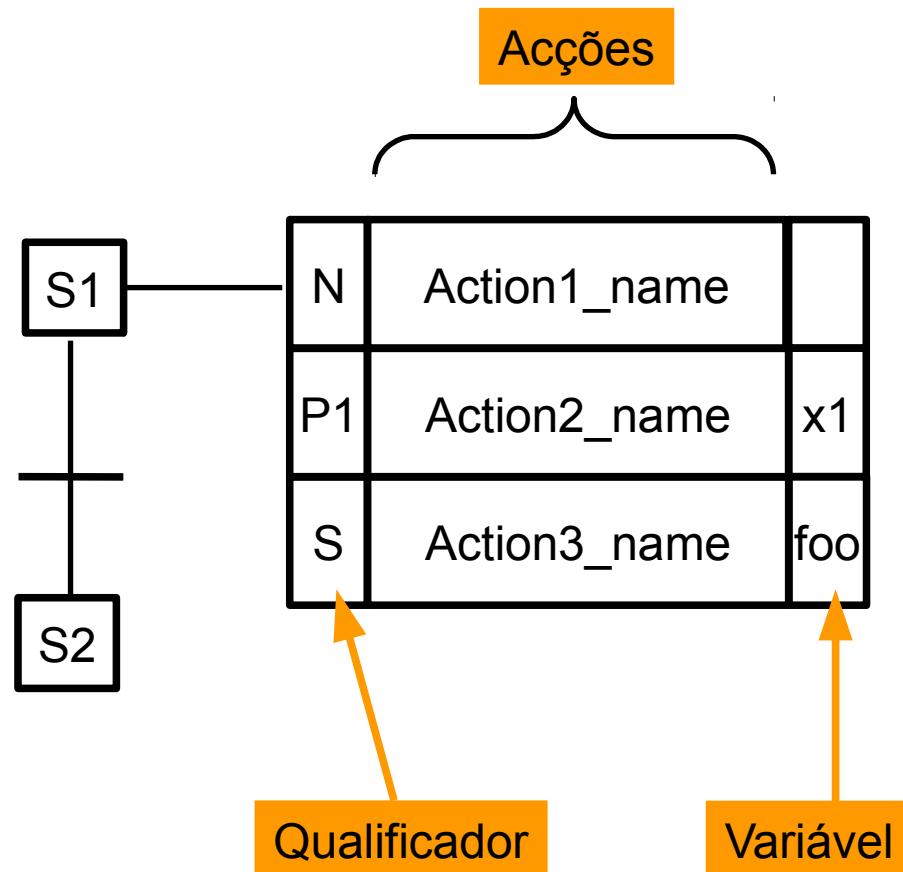 Acções
S1
N
Action1_name
P1
Action2_name
x1
S
Action3_name
foo
S2
Qualificador
Variável